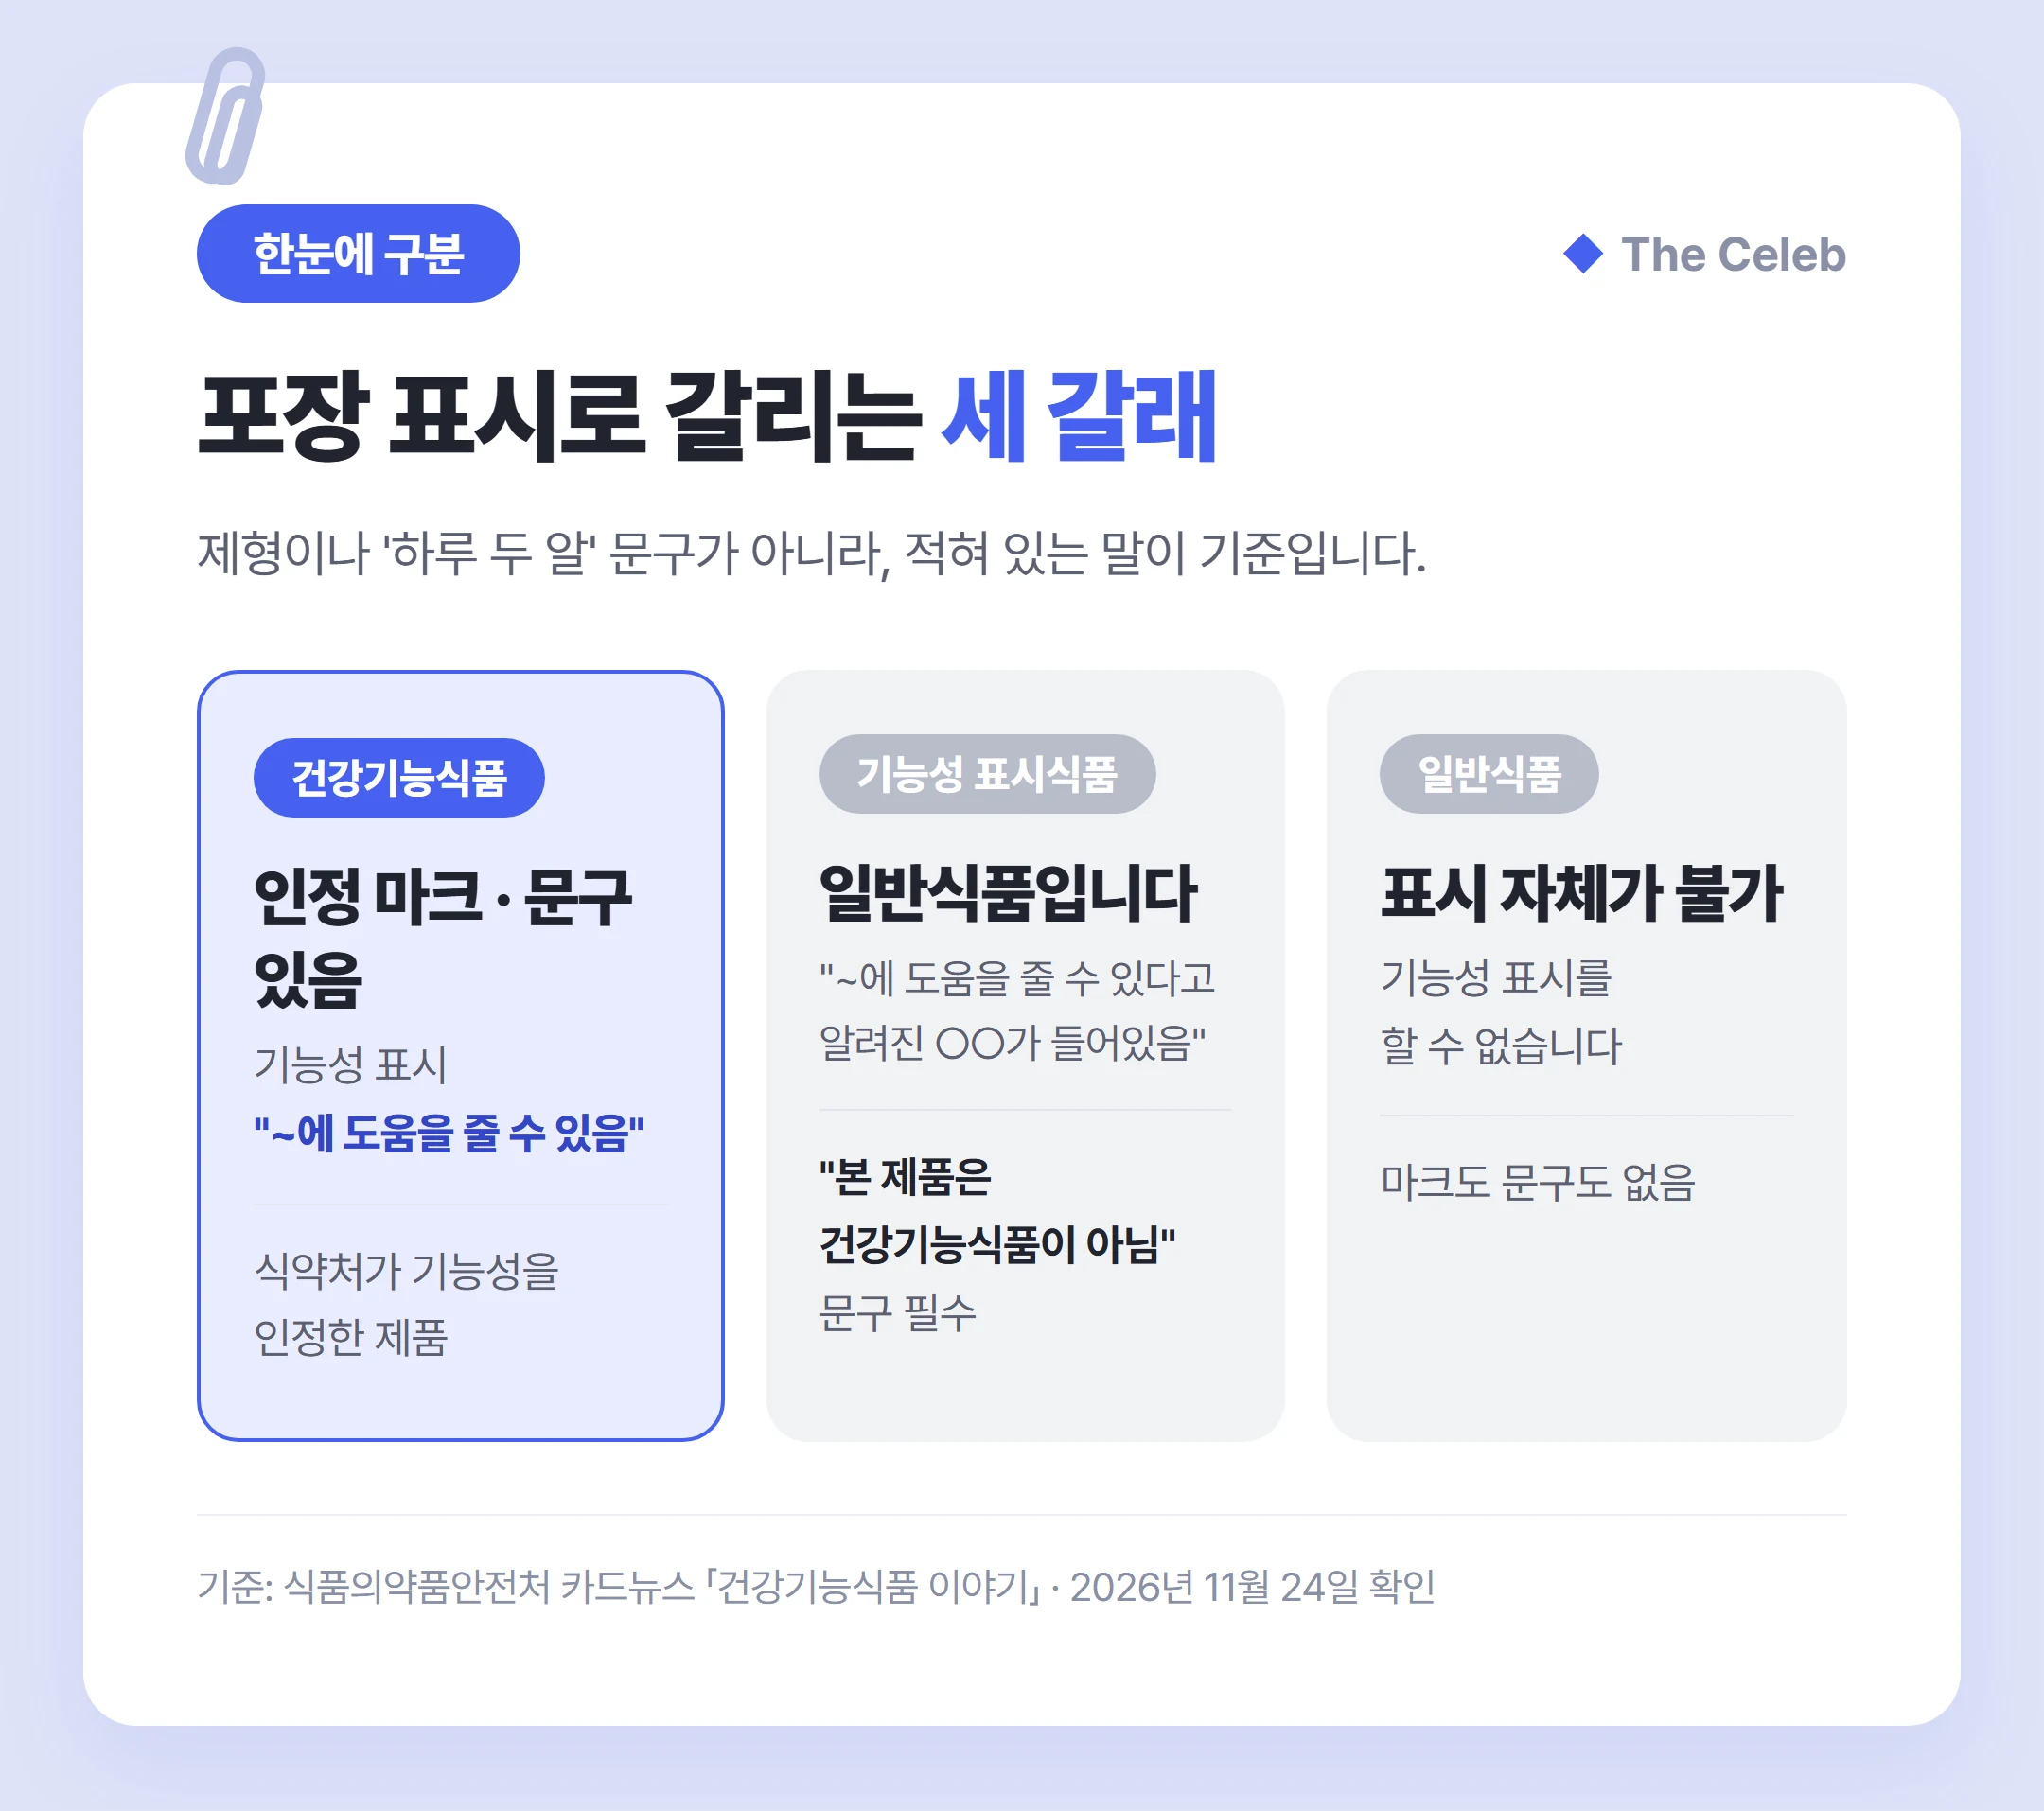 한눈에 구분
The Celeb
포장 표시로 갈리는 세 갈래
제형이나 '하루 두 알' 문구가 아니라, 적혀 있는 말이 기준입니다.
건강기능식품
인정 마크 · 문구
있음
기능성 표시
"~에 도움을 줄 수 있음"
식약처가 기능성을
인정한 제품
기능성 표시식품
일반식품입니다
"~에 도움을 줄 수 있다고
알려진 〇〇가 들어있음"
"본 제품은
건강기능식품이 아님"
문구 필수
일반식품
표시 자체가 불가
기능성 표시를
할 수 없습니다
마크도 문구도 없음
기준: 식품의약품안전처 카드뉴스 「건강기능식품 이야기」 · 2026년 11월 24일 확인